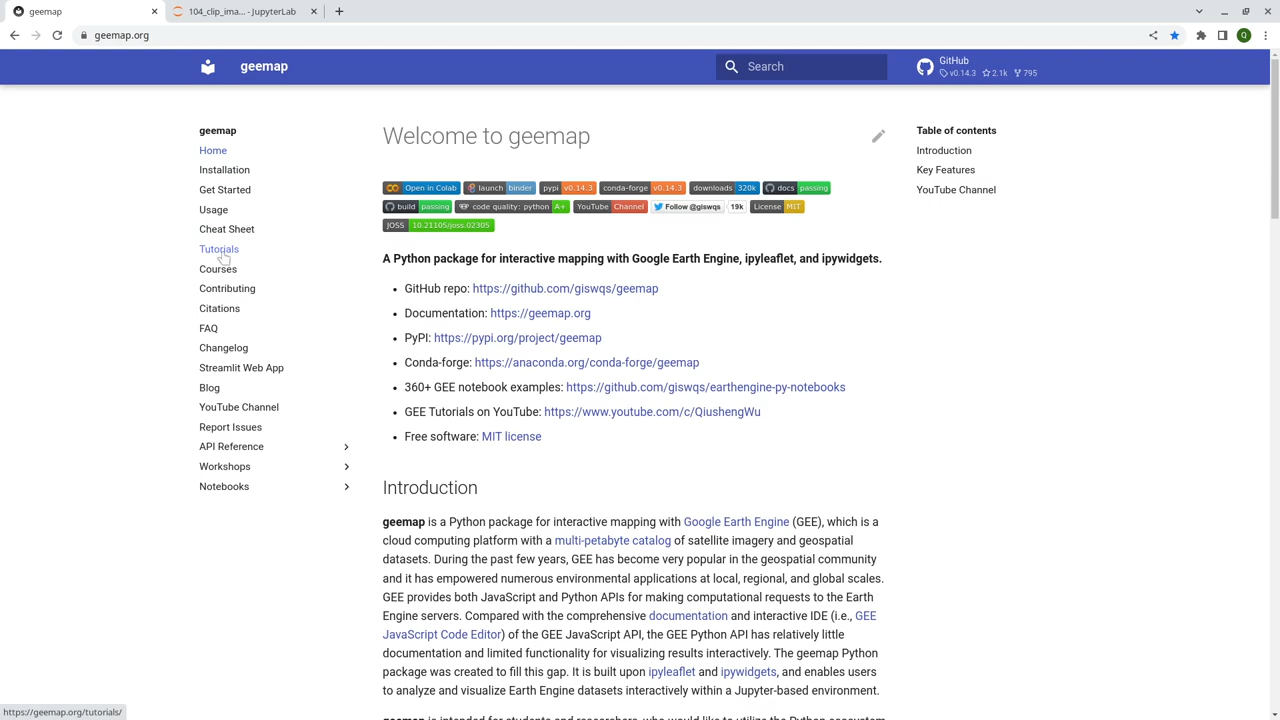 geemap
104_clip_ima... - JupyterLab
geemap.org
Q
geemap
Search
GitHub
v0.14.3 2.1k 795
geemap
Home
Installation
Get Started
Usage
Cheat Sheet
Tutorials
Courses
Contributing
Citations
FAQ
Changelog
Streamlit Web App
Blog
YouTube Channel
Report Issues
API Reference
Workshops
Notebooks
Welcome to geemap
Open in Colab launch binder pypi v0.14.3 conda-forge v0.14.3 downloads 320k docs passing
build passing code quality: python A+ YouTube Channel Follow @giswqs 19k License MIT
JOSS 10.21105/joss.02305
A Python package for interactive mapping with Google Earth Engine, ipyleaflet, and ipywidgets.
• GitHub repo: https://github.com/giswqs/geemap
• Documentation: https://geemap.org
• PyPI: https://pypi.org/project/geemap
• Conda-forge: https://anaconda.org/conda-forge/geemap
• 360+ GEE notebook examples: https://github.com/giswqs/earthengine-py-notebooks
• GEE Tutorials on YouTube: https://www.youtube.com/c/QiushengWu
• Free software: MIT license
Introduction
geemap is a Python package for interactive mapping with Google Earth Engine (GEE), which is a
cloud computing platform with a multi-petabyte catalog of satellite imagery and geospatial
datasets. During the past few years, GEE has become very popular in the geospatial community
and it has empowered numerous environmental applications at local, regional, and global scales.
GEE provides both JavaScript and Python APIs for making computational requests to the Earth
Engine servers. Compared with the comprehensive documentation and interactive IDE (i.e., GEE
JavaScript Code Editor) of the GEE JavaScript API, the GEE Python API has relatively little
documentation and limited functionality for visualizing results interactively. The geemap Python
package was created to fill this gap. It is built upon ipyleaflet and ipywidgets, and enables users
to analyze and visualize Earth Engine datasets interactively within a Jupyter-based environment.
geemap is intended for students and researchers, who would like to utilize the Python ecosystem
Table of contents
Introduction
Key Features
YouTube Channel
https://geemap.org/tutorials/